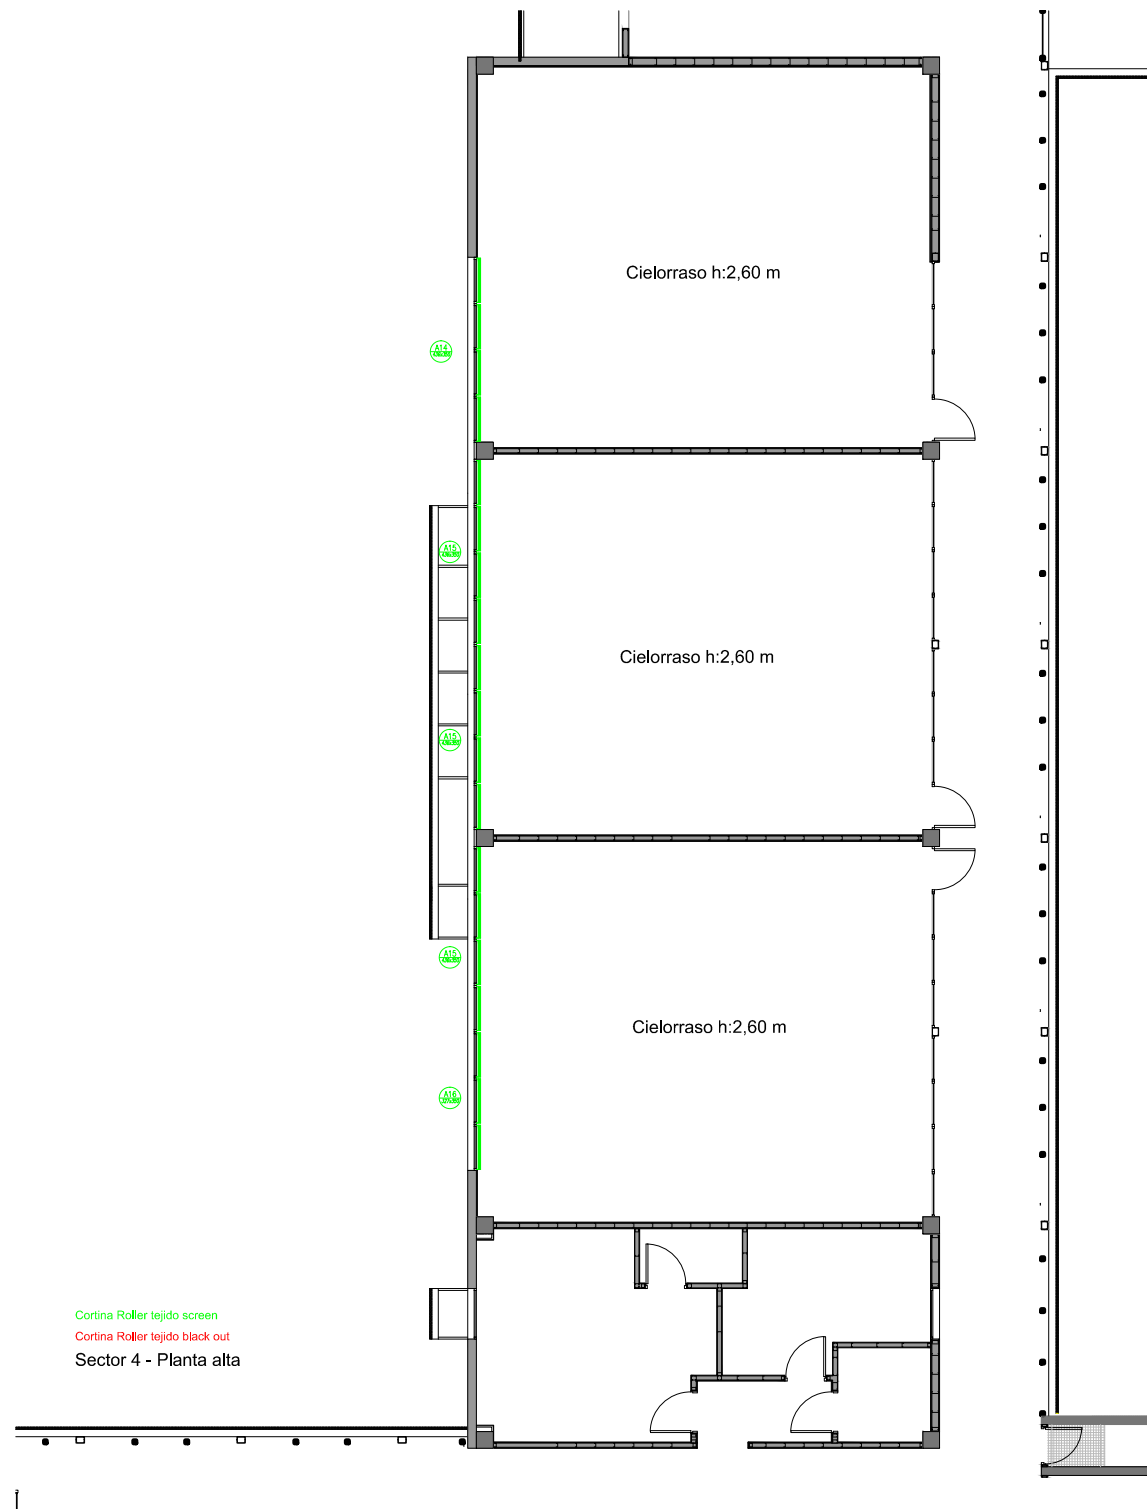 Cielorraso h:2,60 m
A14
A15
Cielorraso h:2,60 m
A15
A15
Cielorraso h:2,60 m
A16
Cortina Roller tejido screen
Cortina Roller tejido black out
Sector 4 - Planta alta